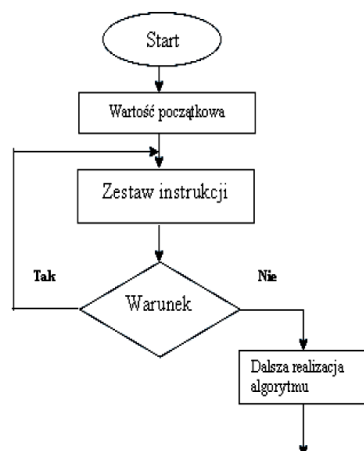 Start
Wartość początkowa
Zestaw instrukcji
Tak
Nie
Warunek
Dalsza realizacja
algorytmu